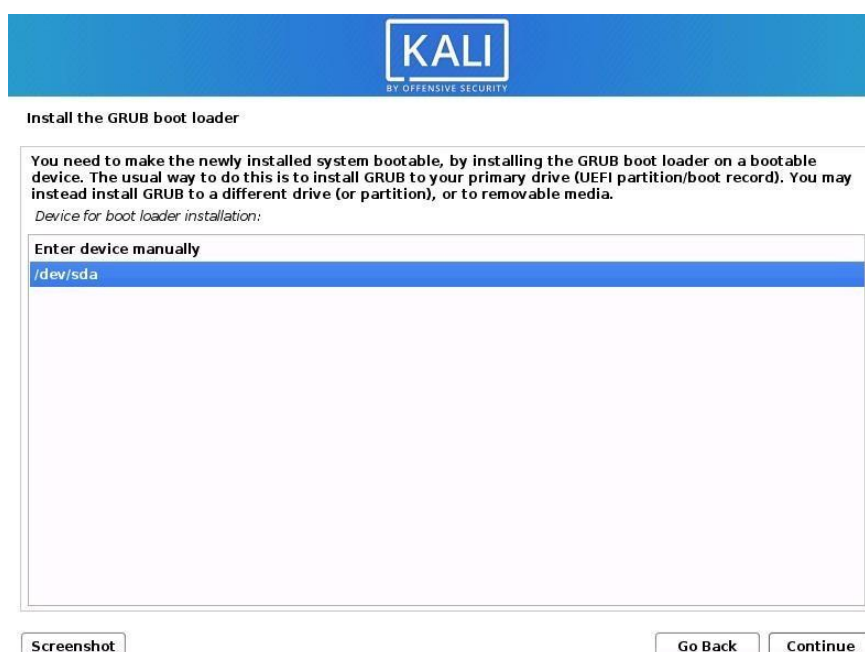 KALI
BY OFFENSIVE SECURITY
Install the GRUB boot loader
You need to make the newly installed system bootable, by installing the GRUB boot loader on a bootable
device. The usual way to do this is to install GRUB to your primary drive (UEFI partition/boot record). You may
instead install GRUB to a different drive (or partition), or to removable media.
Device for boot loader installation:
Enter device manually
/dev/sda
Screenshot
Go Back
Continue